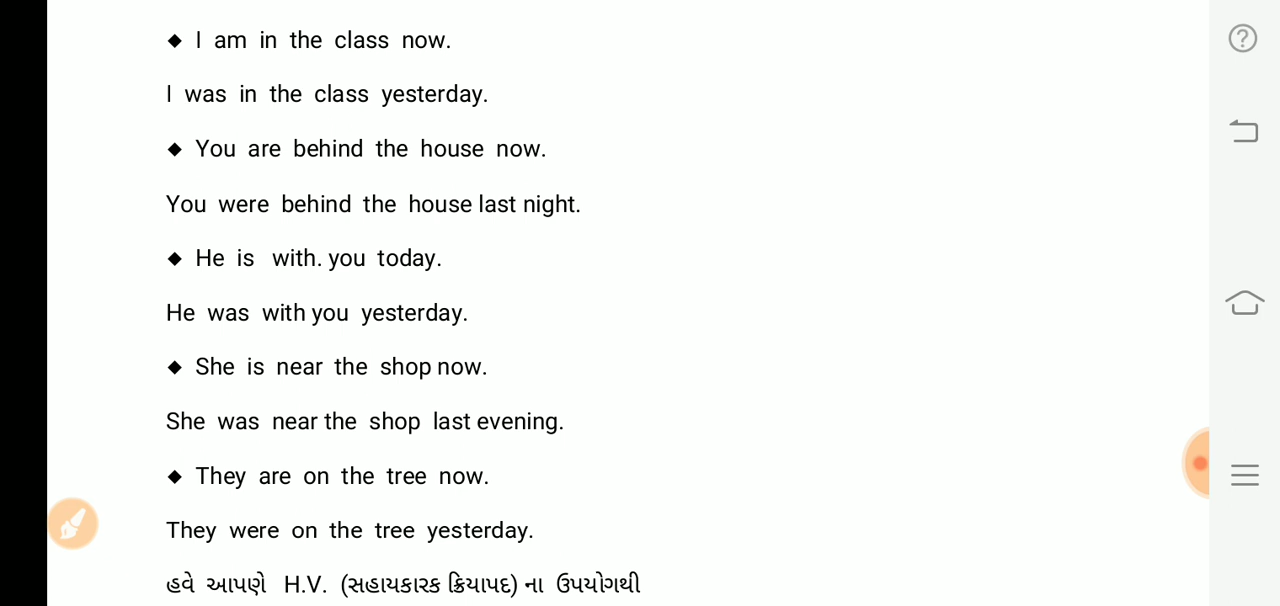 ◆ I am in the class now.
I was in the class yesterday.
◆ You are behind the house now.
You were behind the house last night.
◆ He is with. you today.
He was with you yesterday.
◆ She is near the shop now.
She was near the shop last evening.
◆ They are on the tree now.
They were on the tree yesterday.
હવે આપણે H.V. (સહાયકારક ક્રિયાપદ) ના ઉપયોગથી